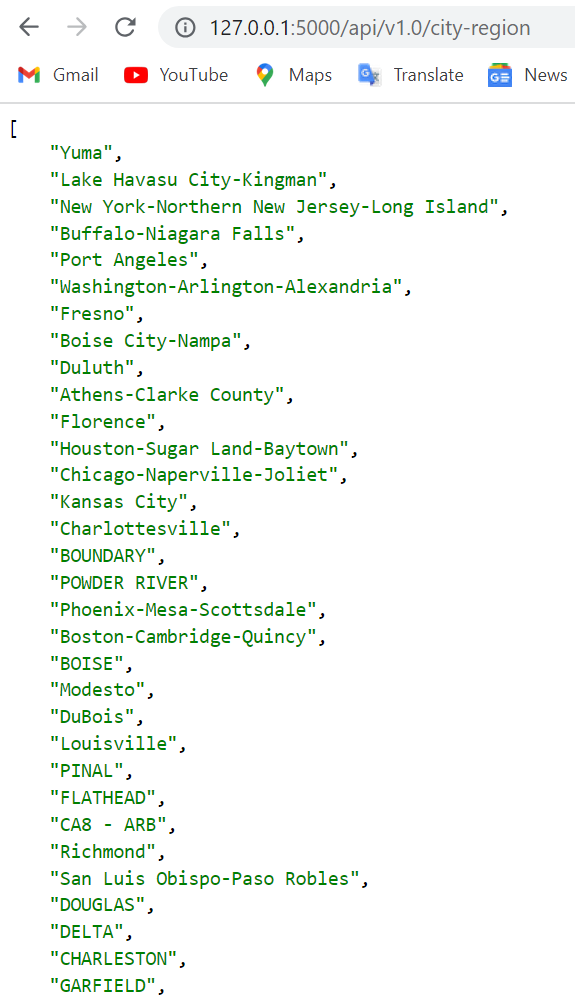 127.0.0.1:5000/api/v1.0/city-region
Gmail YouTube Maps Translate News
[
"Yuma",
"Lake Havasu City-Kingman",
"New York-Northern New Jersey-Long Island",
"Buffalo-Niagara Falls",
"Port Angeles",
"Washington-Arlington-Alexandria",
"Fresno",
"Boise City-Nampa",
"Duluth",
"Athens-Clarke County",
"Florence",
"Houston-Sugar Land-Baytown",
"Chicago-Naperville-Joliet",
"Kansas City",
"Charlottesville",
"BOUNDARY",
"POWDER RIVER",
"Phoenix-Mesa-Scottsdale",
"Boston-Cambridge-Quincy",
"BOISE",
"Modesto",
"DuBois",
"Louisville",
"PINAL",
"FLATHEAD",
"CA8 - ARB",
"Richmond",
"San Luis Obispo-Paso Robles",
"DOUGLAS",
"DELTA",
"CHARLESTON",
"GARFIELD",